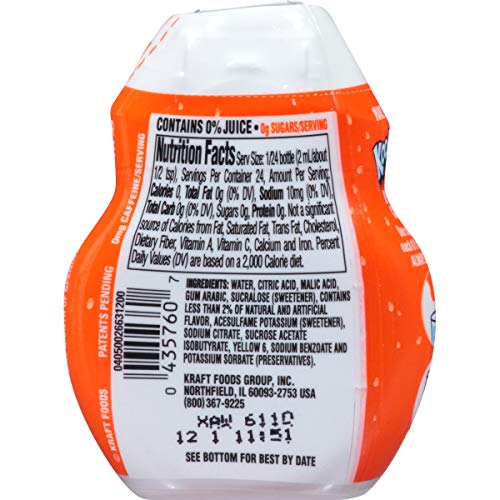 CONTAINS 0% JUICE • 0g SUGARS/SERVING
Nutrition Facts Serv Size: 1/24 bottle (2 mL/about
1/2 tsp), Servings Per Container 24, Amount Per Serving:
Calories 0, Total Fat 0g (0% DV), Sodium 10mg (0% DV),
Total Carb 0g (0% DV), Sugars 0g, Protein 0g. Not a significant
source of Calories from Fat, Saturated Fat, Trans Fat, Cholesterol,
Dietary Fiber, Vitamin A, Vitamin C, Calcium and Iron. Percent
Daily Values (DV) are based on a 2,000 Calorie diet.
INGREDIENTS: WATER, CITRIC ACID, MALIC ACID,
GUM ARABIC, SUCRALOSE (SWEETENER), CONTAINS
LESS THAN 2% OF NATURAL AND ARTIFICIAL
FLAVOR, ACESULFAME POTASSIUM (SWEETENER),
SODIUM CITRATE, SUCROSE ACETATE
ISOBUTYRATE, YELLOW 6, SODIUM BENZOATE AND
POTASSIUM SORBATE (PRESERVATIVES).
KRAFT FOODS GROUP, INC.
NORTHFIELD, IL 60093-2753 USA
(800) 367-9225
XAW 6110
12 1 11:51
SEE BOTTOM FOR BEST BY DATE
0mg CAFFEINE/SERVING
PATENTS PENDING
04050026631200
© KRAFT FOODS
0 43576 0 7